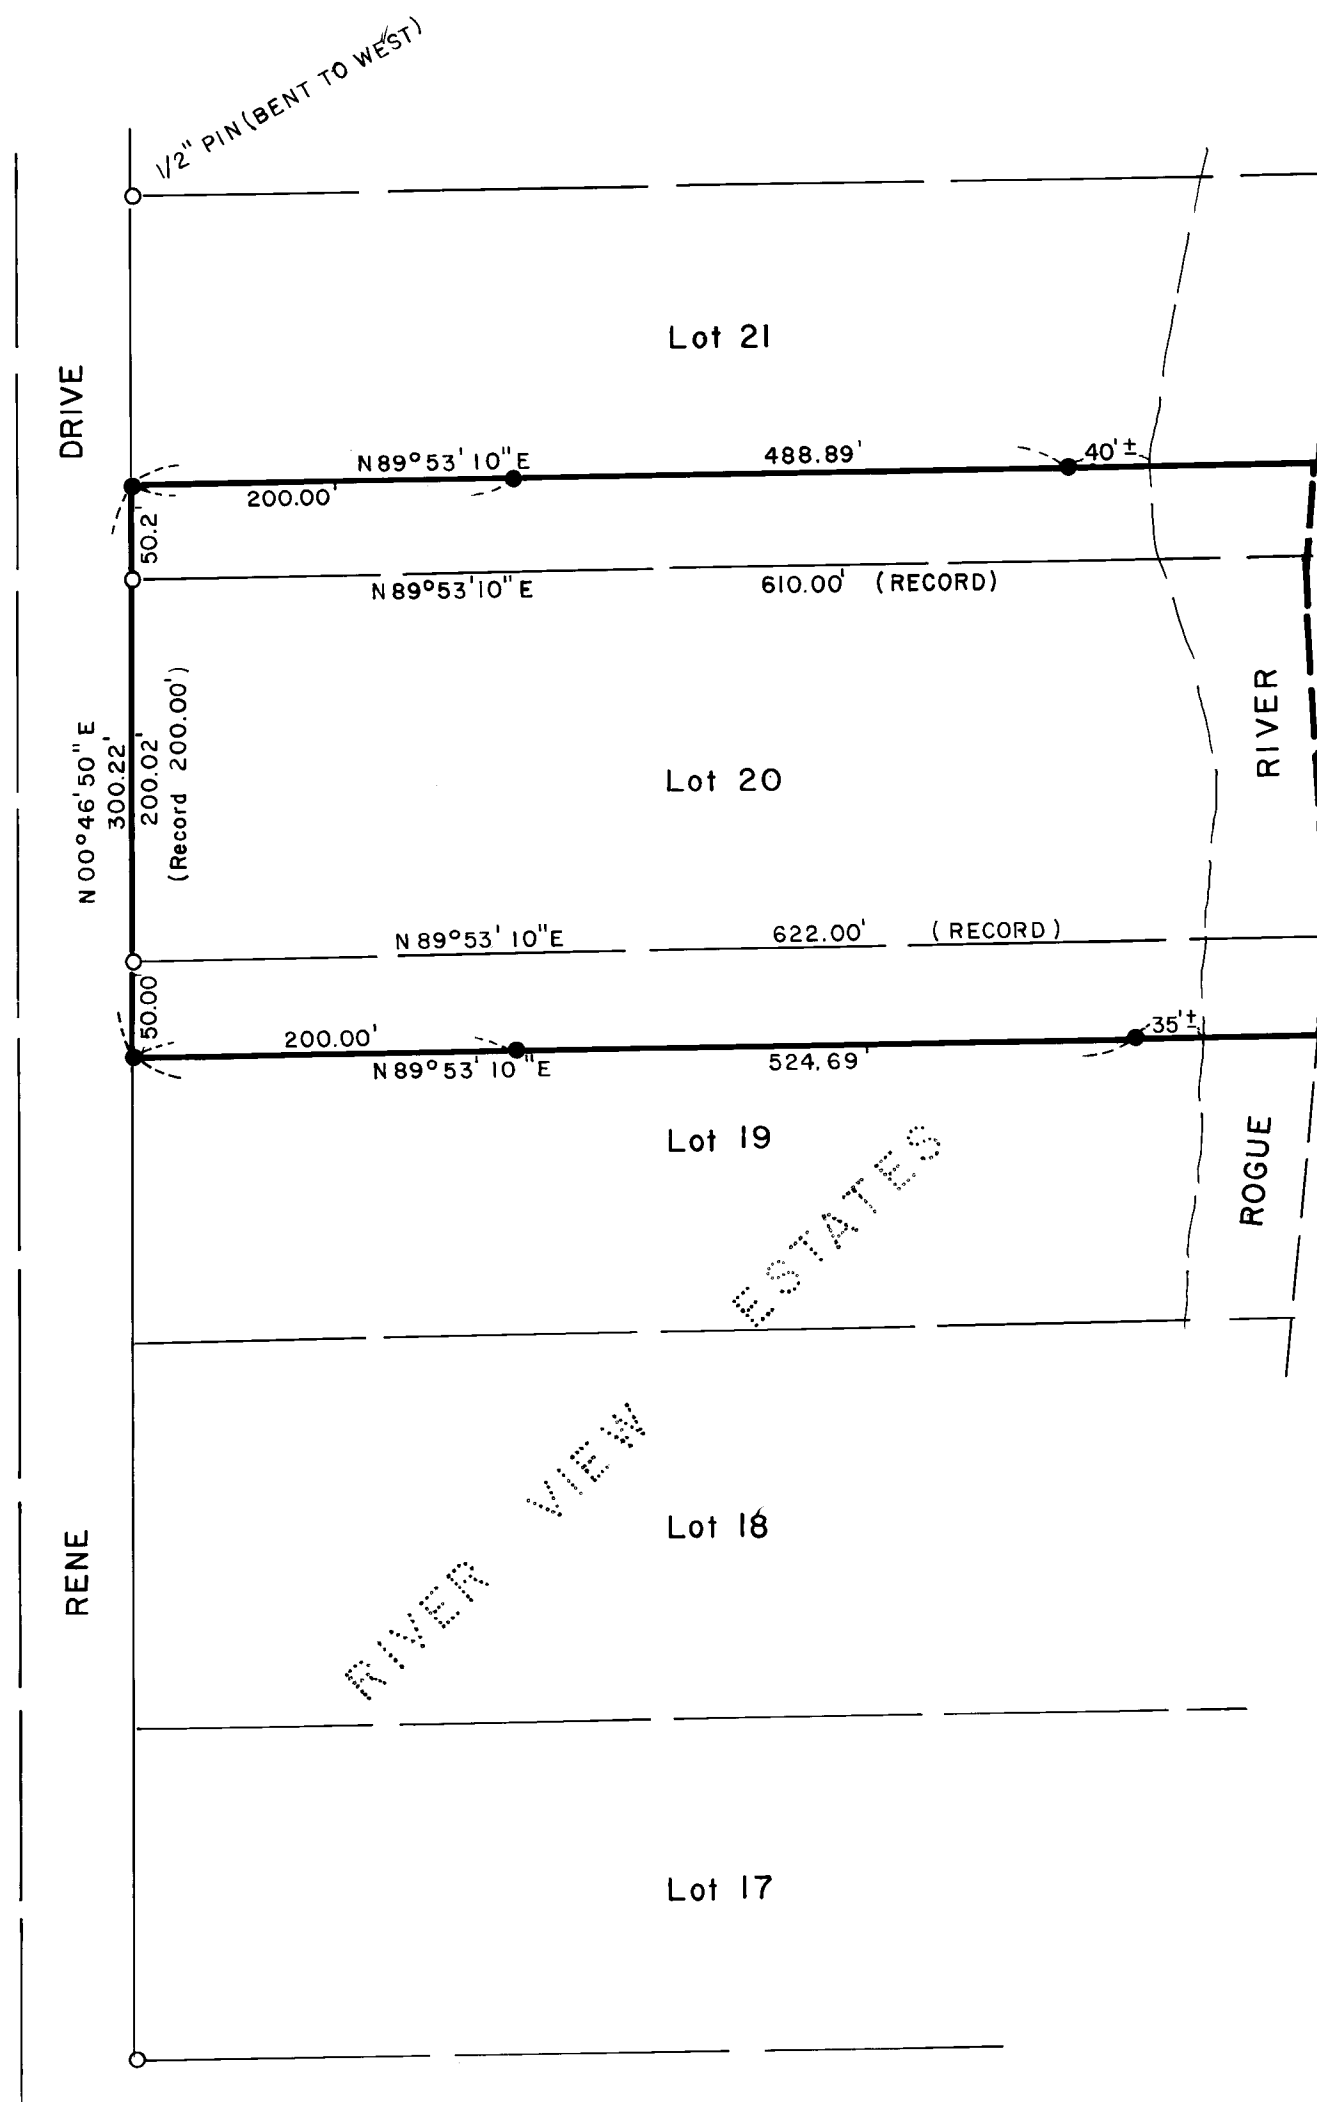 1/2" PIN (BENT TO WEST)
Lot 21
DRIVE
N89°53'10"E
488.89'
40'±
200.00'
50.2'
N89°53'10"E
610.00' (RECORD)
N00°46'50"E
300.22'
200.02'
(Record 200.00')
Lot 20
RIVER
N89°53'10"E
622.00' (RECORD)
50.00'
200.00'
35'±
N89°53'10"E
524.69'
Lot 19
ROGUE
RIVER VIEW ESTATES
Lot 18
RENE
Lot 17